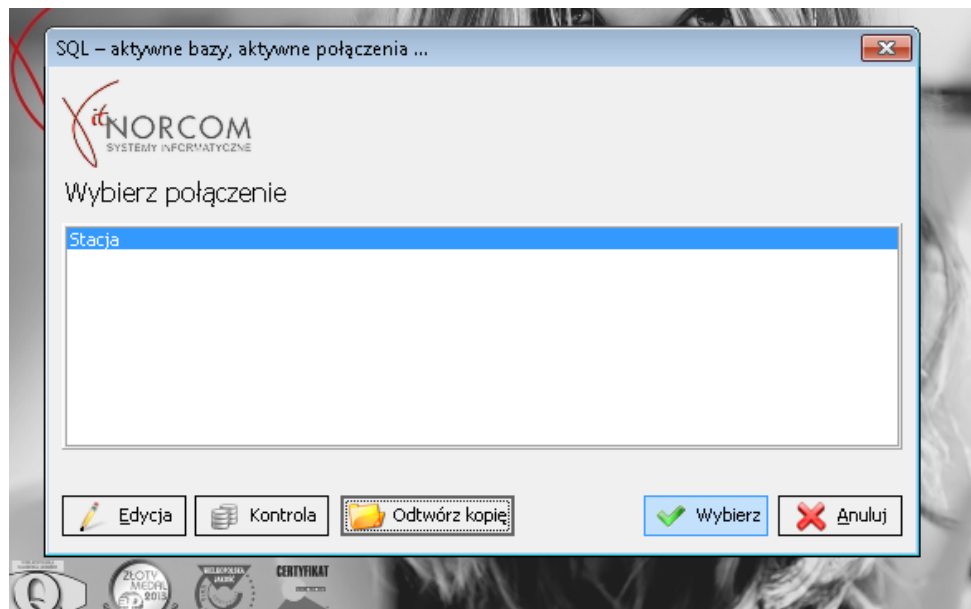 SQL – aktywne bazy, aktywne połączenia ...
it NORCOM
SYSTEMY INFORMATYCZNE
Wybierz połączenie
Stacja
Edycja
Kontrola
Odtwórz kopię
Wybierz
Anuluj
ZŁOTY
MEDAL
2013
CERTYFIKAT